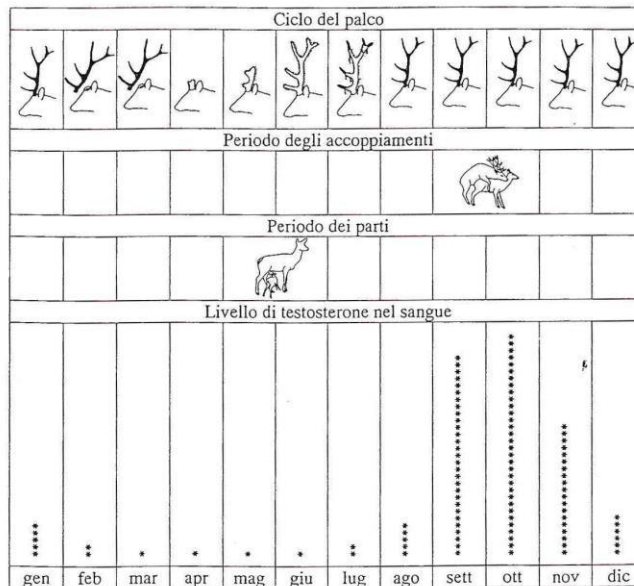 Ciclo del palco
Periodo degli accoppiamenti
Periodo dei parti
Livello di testosterone nel sangue
gen feb mar apr mag giu lug ago sett ott nov dic